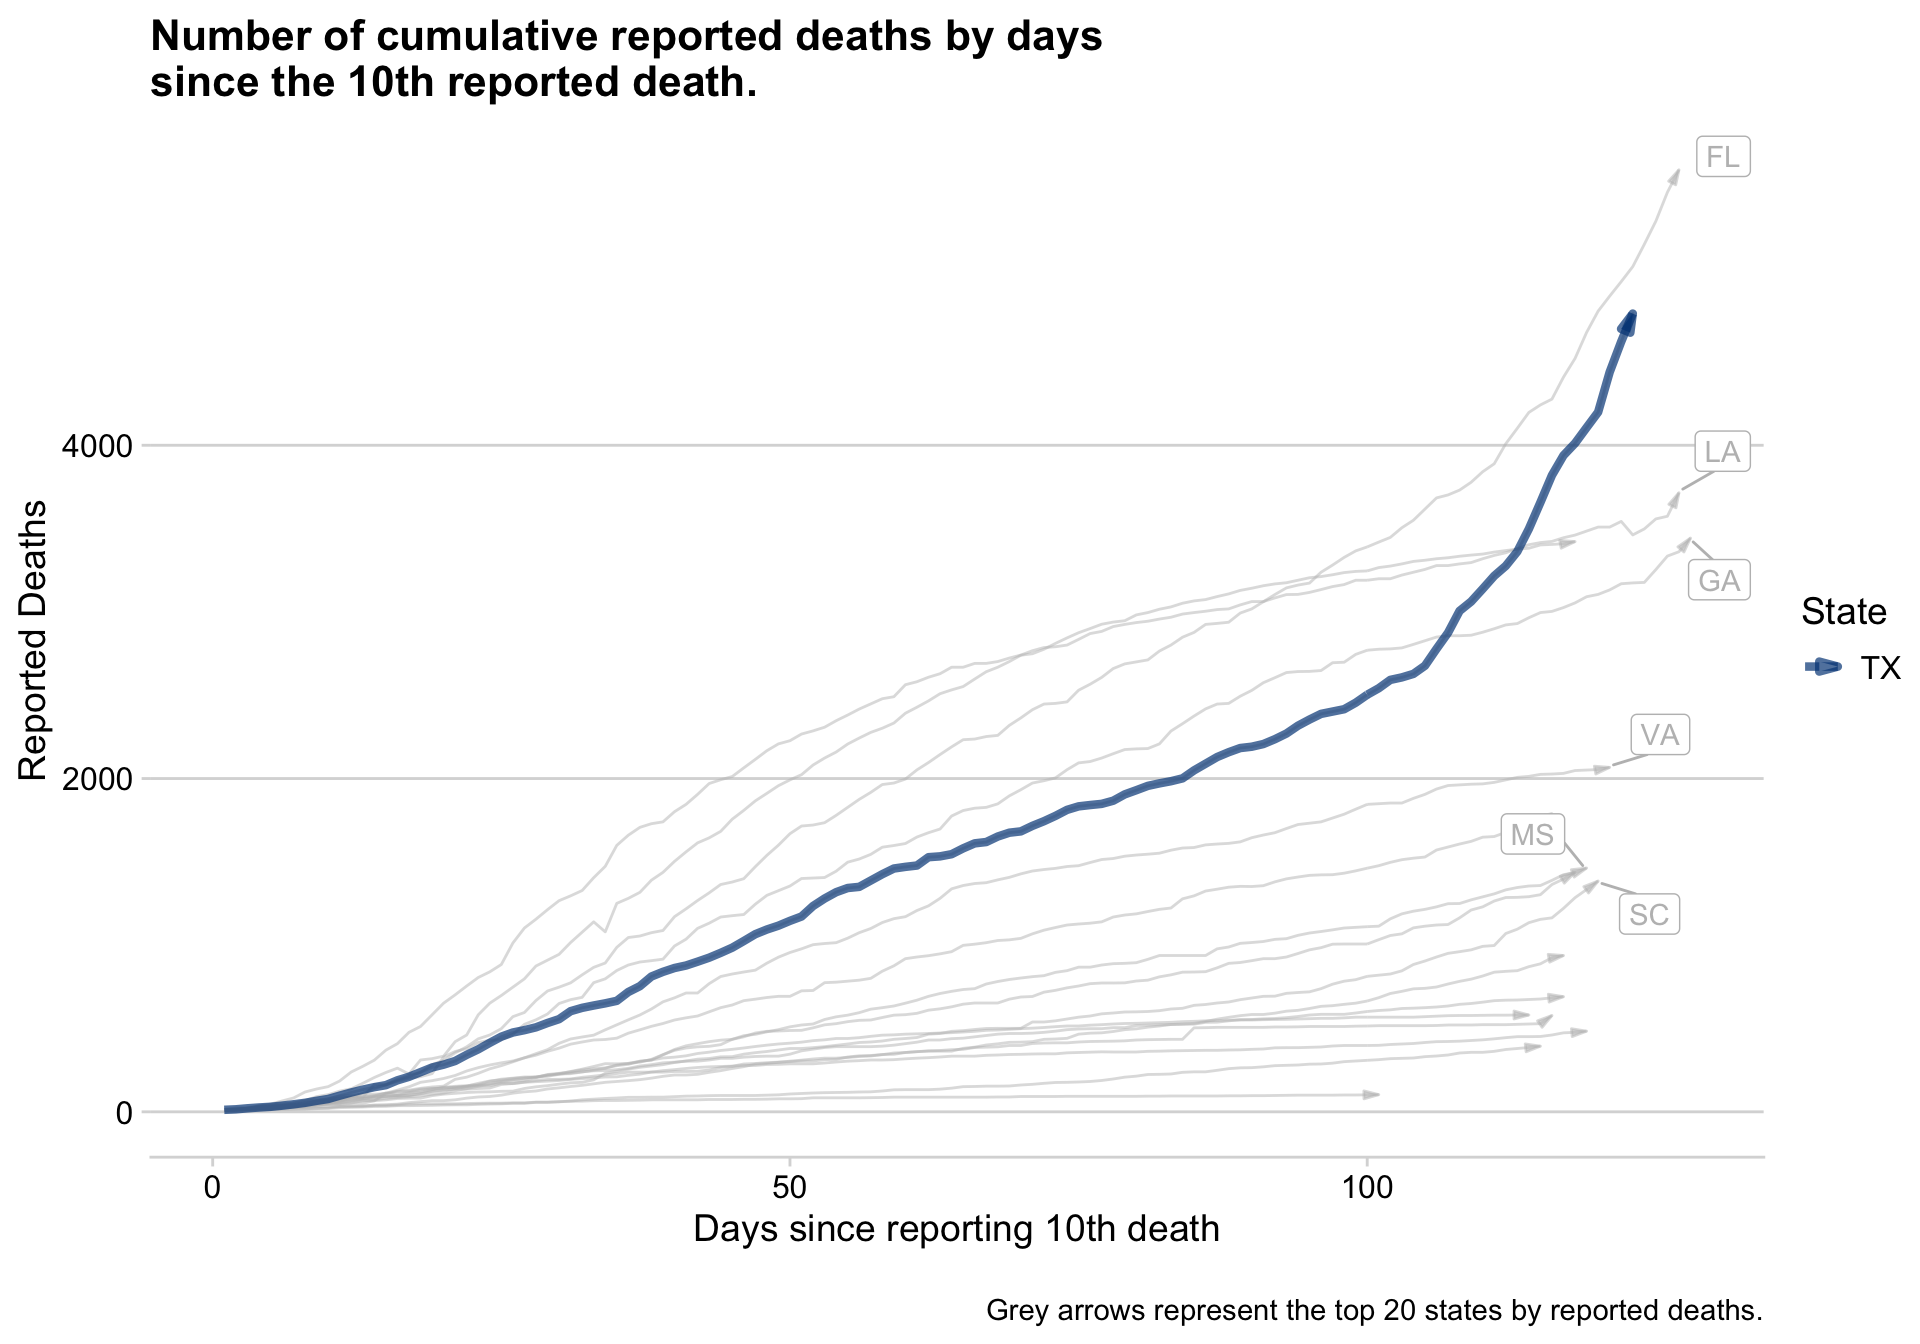 Number of cumulative reported deaths by days
since the 10th reported death.
FL
4000
LA
GA
Reported Deaths
State
TX
VA
2000
MS
SC
0
0 50 100
Days since reporting 10th death
Grey arrows represent the top 20 states by reported deaths.